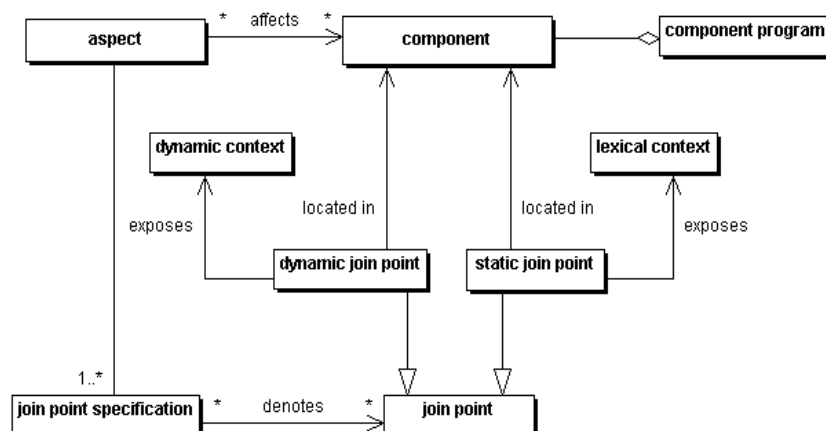 * affects *
aspect
component
component program
dynamic context
lexical context
exposes
located in
located in
exposes
dynamic join point
static join point
1..*
join point specification
* denotes *
join point